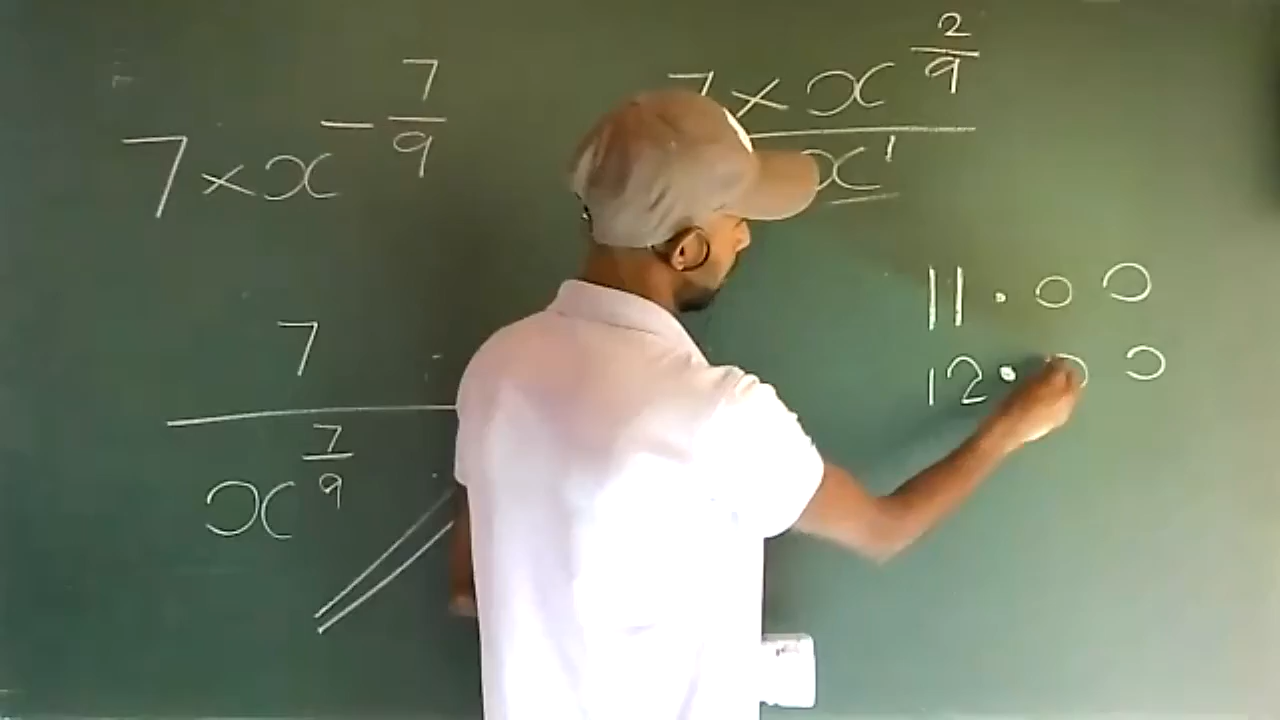 7 × x^(-7/9)
7 × x^(2/9)
x^1
7
x^(7/9)
11.00
12.00